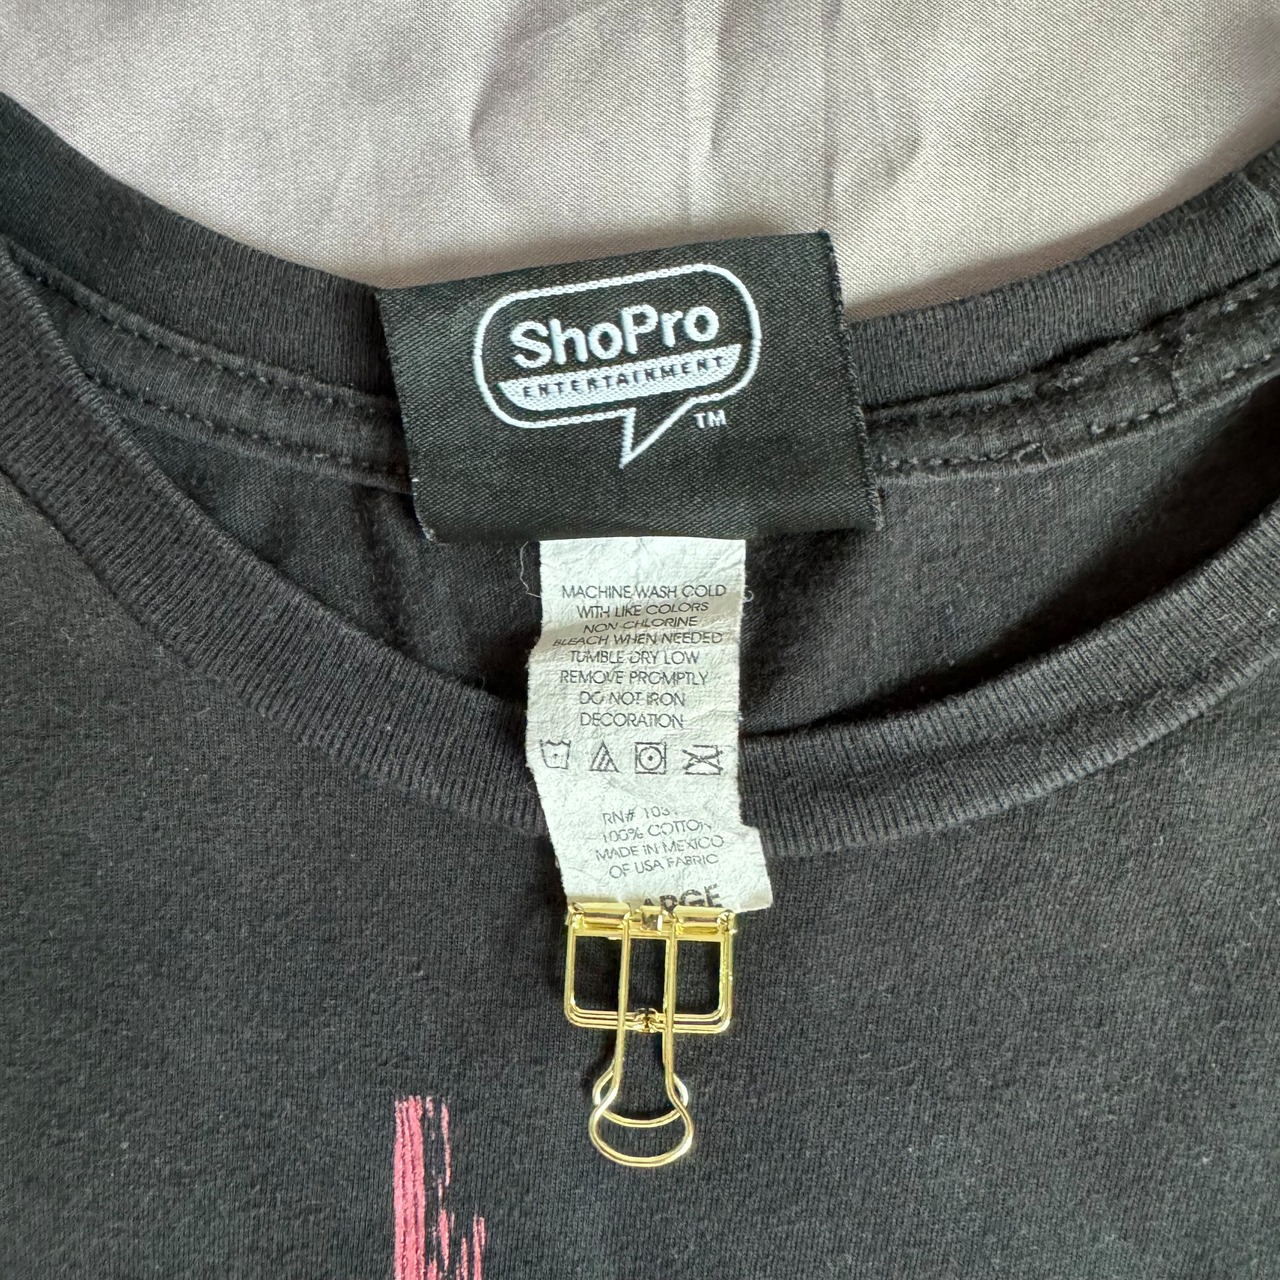 ShoPro
ENTERTAINMENT
TM
MACHINE WASH COLD
WITH LIKE COLORS
NON-CHLORINE
BLEACH WHEN NEEDED
TUMBLE DRY LOW
REMOVE PROMPTLY
DO NOT IRON
DECORATION
RN#
100% COTTON
MADE IN MEXICO
OF USA FABRIC